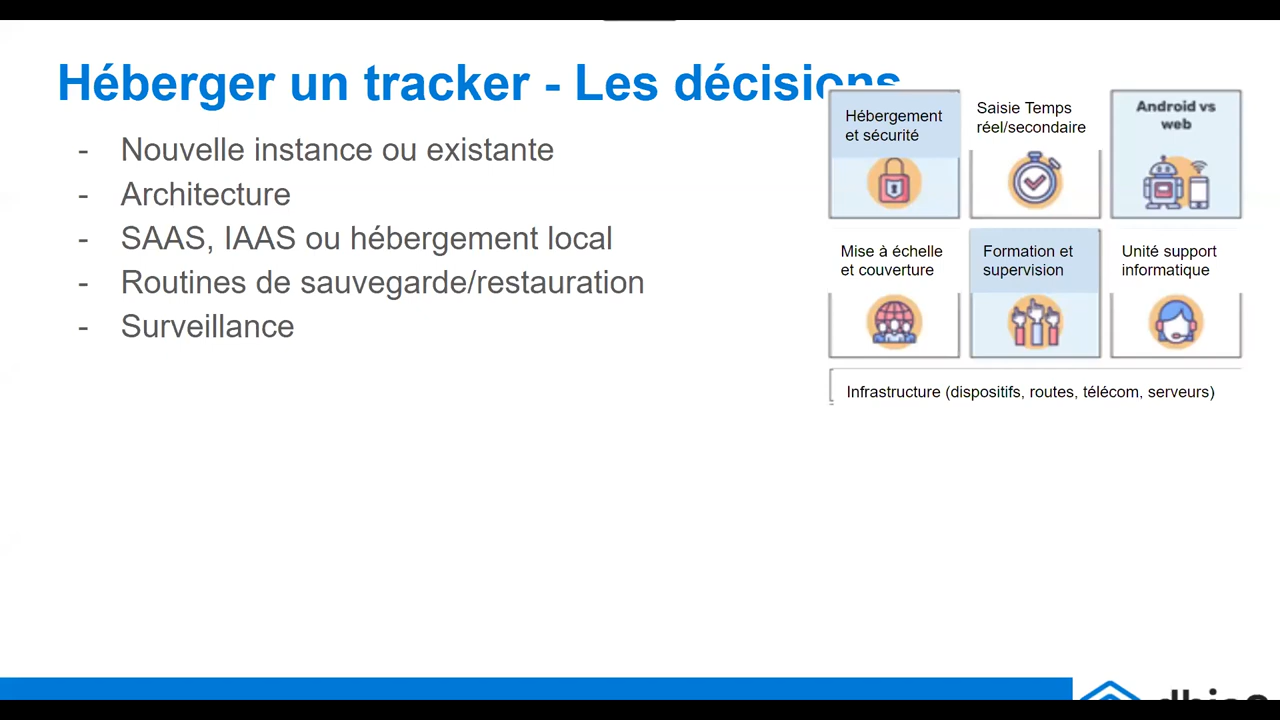 Héberger un tracker - Les décisions
- Nouvelle instance ou existante
- Architecture
- SAAS, IAAS ou hébergement local
- Routines de sauvegarde/restauration
- Surveillance
Hébergement
et sécurité
Saisie Temps
réel/secondaire
Android vs
web
Mise à échelle
et couverture
Formation et
supervision
Unité support
informatique
Infrastructure (dispositifs, routes, télécom, serveurs)